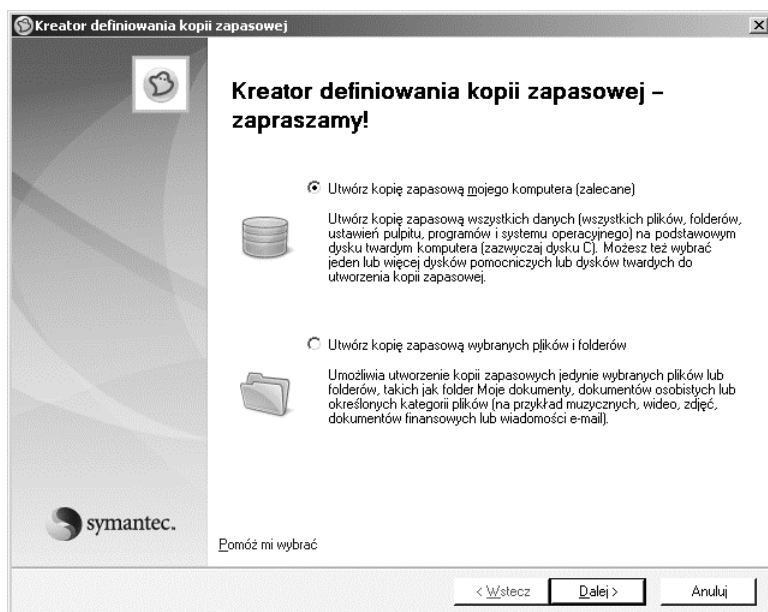 Kreator definiowania kopii zapasowej
Kreator definiowania kopii zapasowej –
zapraszamy!
Utwórz kopię zapasową mojego komputera (zalecane)
Utwórz kopię zapasową wszystkich danych (wszystkich plików, folderów,
ustawień pulpitu, programów i systemu operacyjnego) na podstawowym
dysku twardym komputera (zazwyczaj dysku C). Możesz też wybrać
jeden lub więcej dysków pomocniczych lub dysków twardych do
utworzenia kopii zapasowej.
Utwórz kopię zapasową wybranych plików i folderów
Umożliwia utworzenie kopii zapasowych jedynie wybranych plików lub
folderów, takich jak folder Moje dokumenty, dokumentów osobistych lub
określonych kategorii plików (na przykład muzycznych, wideo, zdjęć,
dokumentów finansowych lub wiadomości e-mail).
symantec.
Pomóż mi wybrać
< Wstecz
Dalej >
Anuluj